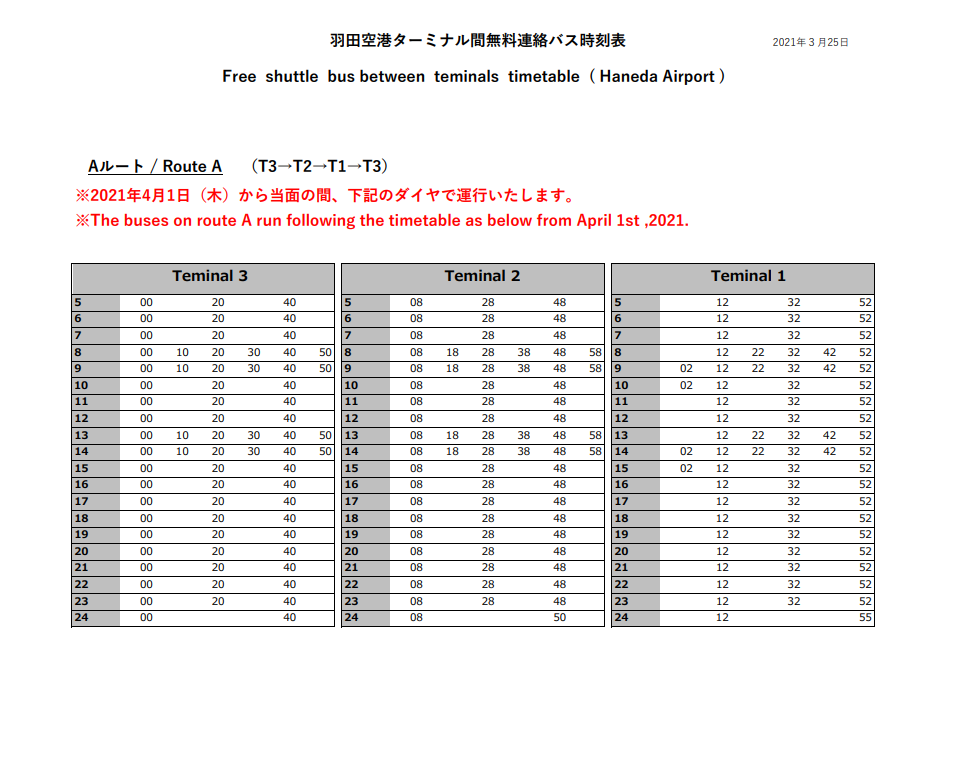 羽田空港ターミナル間無料連絡バス時刻表 2021年３月25日
Free shuttle bus between teminals timetable ( Haneda Airport )
Aルート / Route A （T3→T2→T1→T3）
※2021年4月1日（木）から当面の間、下記のダイヤで運行いたします。
※The buses on route A run following the timetable as below from April 1st ,2021.
Teminal 3 Teminal 2 Teminal 1
5 00 20 40 5 08 28 48 5 12 32 52
6 00 20 40 6 08 28 48 6 12 32 52
7 00 20 40 7 08 28 48 7 12 32 52
8 00 10 20 30 40 50 8 08 18 28 38 48 58 8 12 22 32 42 52
9 00 10 20 30 40 50 9 08 18 28 38 48 58 9 02 12 22 32 42 52
10 00 20 40 10 08 28 48 10 02 12 32 52
11 00 20 40 11 08 28 48 11 12 32 52
12 00 20 40 12 08 28 48 12 12 32 52
13 00 10 20 30 40 50 13 08 18 28 38 48 58 13 12 22 32 42 52
14 00 10 20 30 40 50 14 08 18 28 38 48 58 14 02 12 22 32 42 52
15 00 20 40 15 08 28 48 15 02 12 32 52
16 00 20 40 16 08 28 48 16 12 32 52
17 00 20 40 17 08 28 48 17 12 32 52
18 00 20 40 18 08 28 48 18 12 32 52
19 00 20 40 19 08 28 48 19 12 32 52
20 00 20 40 20 08 28 48 20 12 32 52
21 00 20 40 21 08 28 48 21 12 32 52
22 00 20 40 22 08 28 48 22 12 32 52
23 00 20 40 23 08 28 48 23 12 32 52
24 00 40 24 08 50 24 12 55